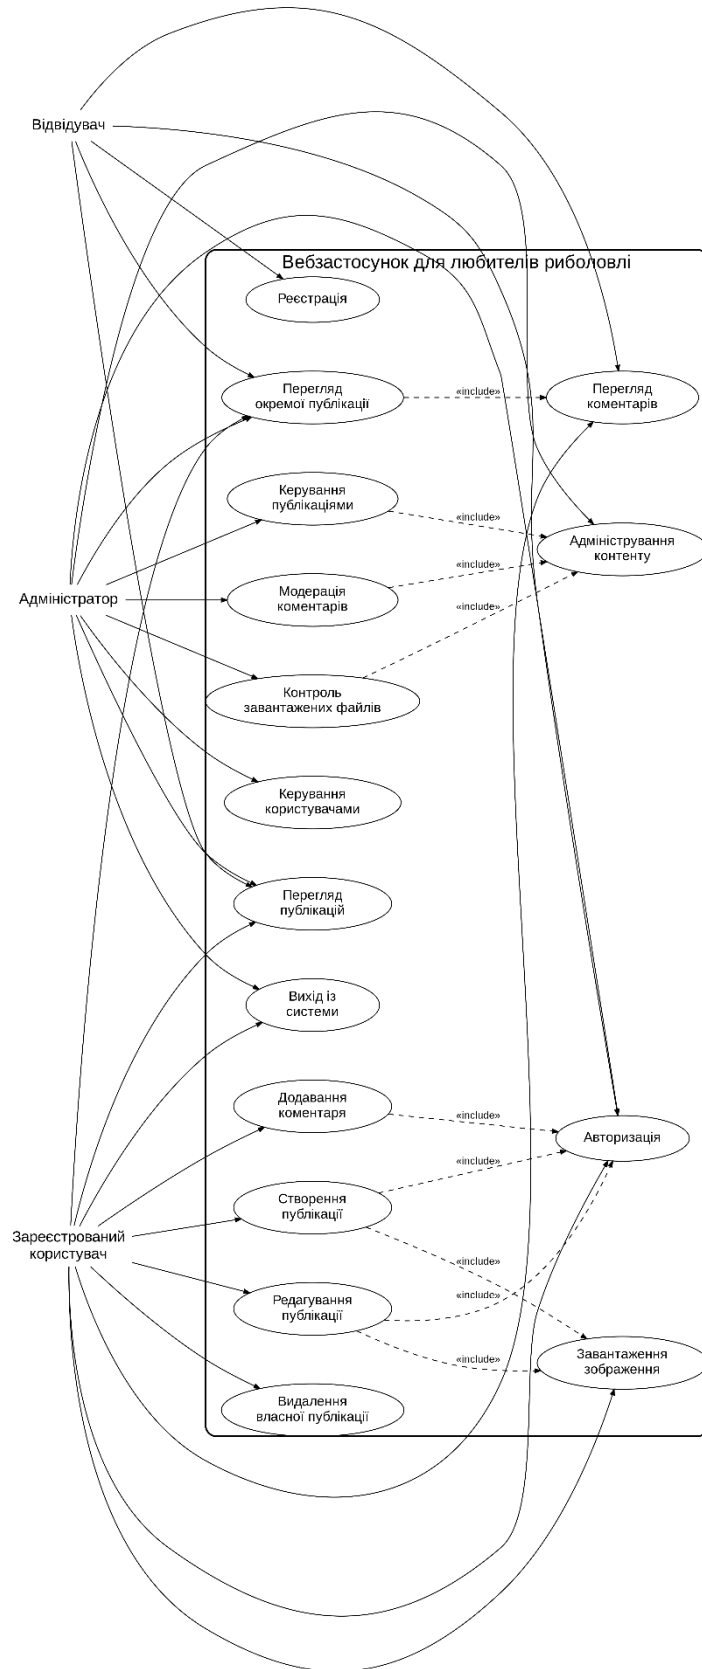 Відвідувач
Вебзастосунок для любителів риболовлі
Реєстрація
Перегляд
окремої публікації
«include»
Перегляд
коментарів
Керування
публікаціями
«include»
Адміністрування
контенту
Адміністратор
Модерація
коментарів
«include»
«include»
Контроль
завантажених файлів
Керування
користувачами
Перегляд
публікацій
Вихід із
системи
Додавання
коментаря
«include»
Авторизація
«include»
Створення
публікації
Зареєстрований
користувач
Редагування
публікації
«include»
«include»
«include»
Завантаження
зображення
Видалення
власної публікації